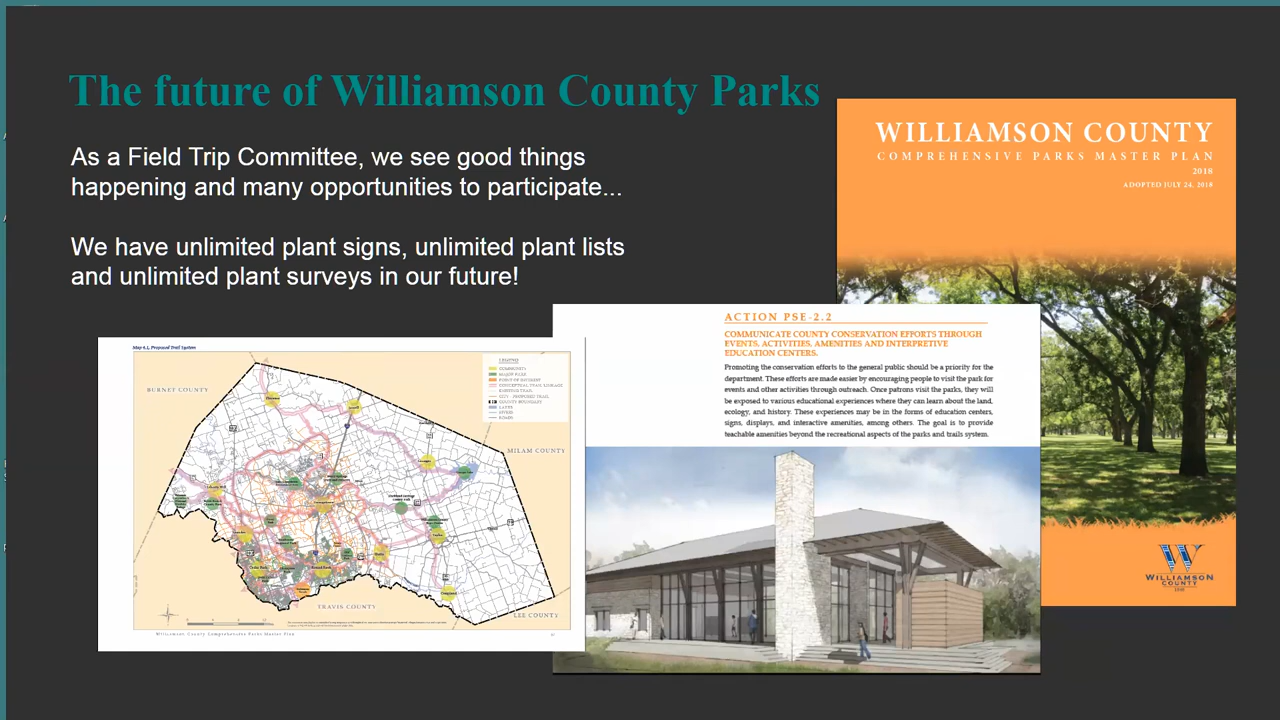 The future of Williamson County Parks
As a Field Trip Committee, we see good things
happening and many opportunities to participate...
We have unlimited plant signs, unlimited plant lists
and unlimited plant surveys in our future!
WILLIAMSON COUNTY
COMPREHENSIVE PARKS MASTER PLAN
2018
ADOPTED JULY 24, 2018
ACTION PSE-2.2
COMMUNICATE COUNTY CONSERVATION EFFORTS THROUGH
EVENTS, ACTIVITIES, AMENITIES AND INTERPRETIVE
EDUCATION CENTERS.
Promoting the conservation efforts to the general public should be a priority for the
department. These efforts are made easier by encouraging people to visit the park for
events and other activities through outreach. Once patrons visit the parks, they will
be exposed to various educational experiences where they can learn about the land,
ecology, and history. These experiences may be in the forms of education centers,
signs, displays, and interactive amenities, among others. The goal is to provide
teachable amenities beyond the recreational aspects of the parks and trails system.
Map 6.1, Proposed Trail System
LEGEND
BURNET COUNTY
MILAM COUNTY
TRAVIS COUNTY
LEE COUNTY
Williamson County Comprehensive Parks Master Plan
WILLIAMSON
COUNTY
1848